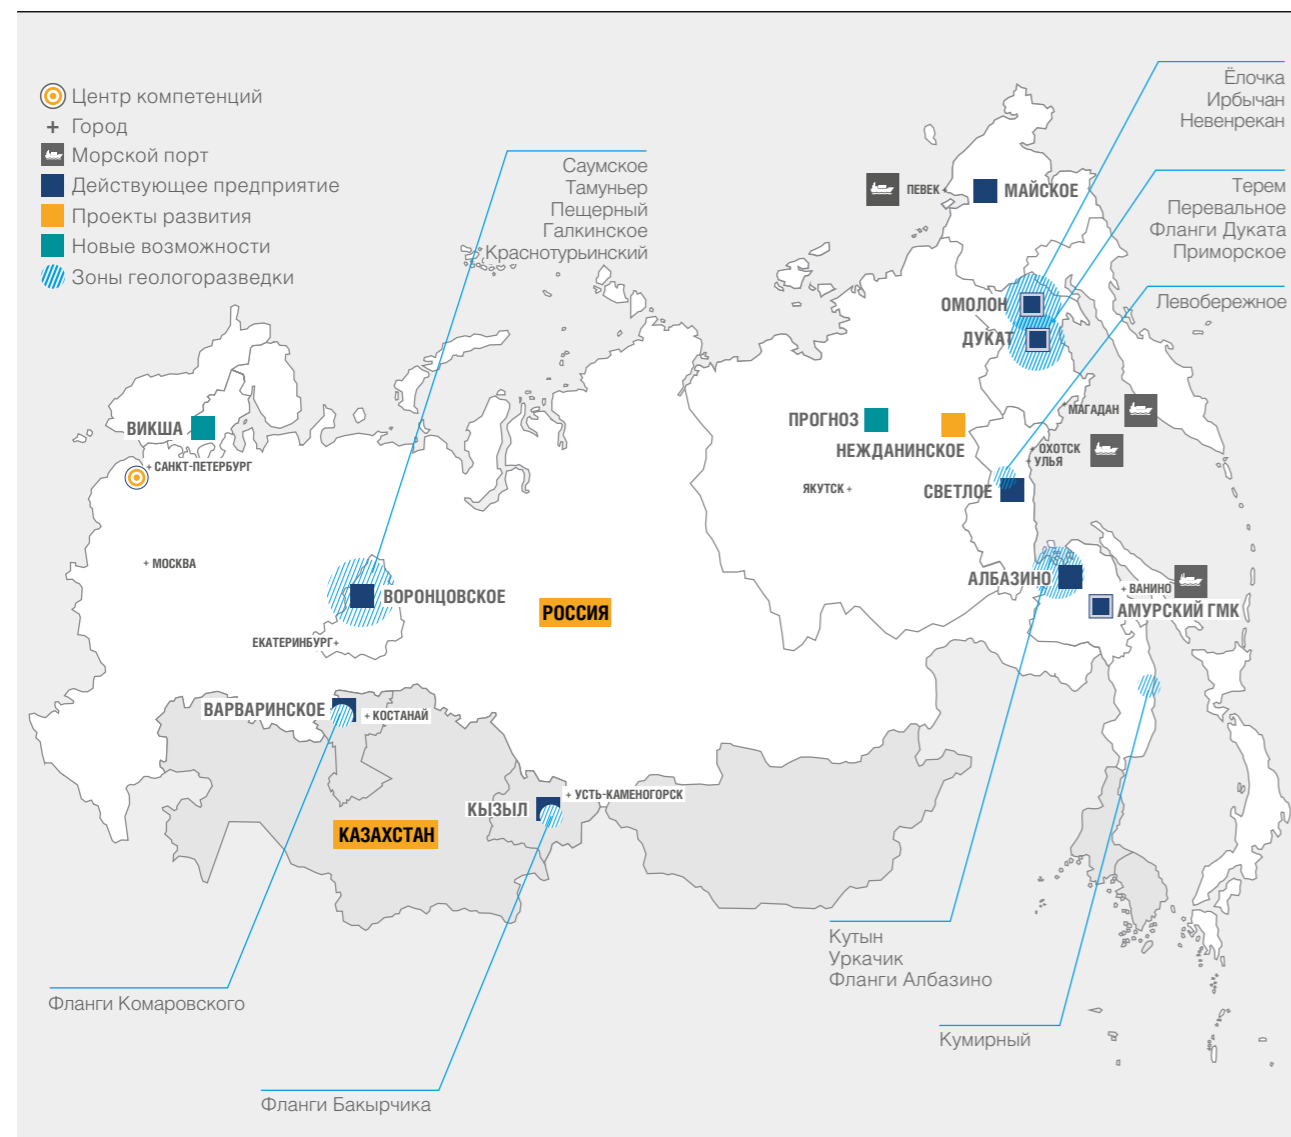 Центр компетенций
Город
Морской порт
Действующее предприятие
Проекты развития
Новые возможности
Зоны геологоразведки
Саумское
Тамуньер
Пещерный
Галкинское
Краснотурьинский
Ёлочка
Ирбычан
Невенрекан
Терем
Перевальное
Фланги Дуката
Приморское
Левобережное
ПЕВЕК
МАЙСКОЕ
ОМОЛОН
ДУКАТ
МАГАДАН
ПРОГНОЗ
НЕЖДАНИНСКОЕ
ОХОТСК
УЛЬЯ
ЯКУТСК
СВЕТЛОЕ
ВИКША
САНКТ-ПЕТЕРБУРГ
МОСКВА
ВОРОНЦОВСКОЕ
РОССИЯ
ЕКАТЕРИНБУРГ
АЛБАЗИНО
ВАНИНО
АМУРСКИЙ ГМК
ВАРВАРИНСКОЕ
КОСТАНАЙ
КЫЗЫЛ
УСТЬ-КАМЕНОГОРСК
КАЗАХСТАН
Кутын
Уркачик
Фланги Албазино
Фланги Комаровского
Кумирный
Фланги Бакырчика